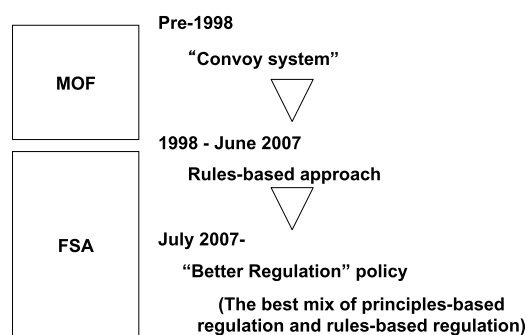 Pre-1998
“Convoy system”
MOF
1998 - June 2007
Rules-based approach
FSA
July 2007-
“Better Regulation” policy
(The best mix of principles-based
regulation and rules-based regulation)